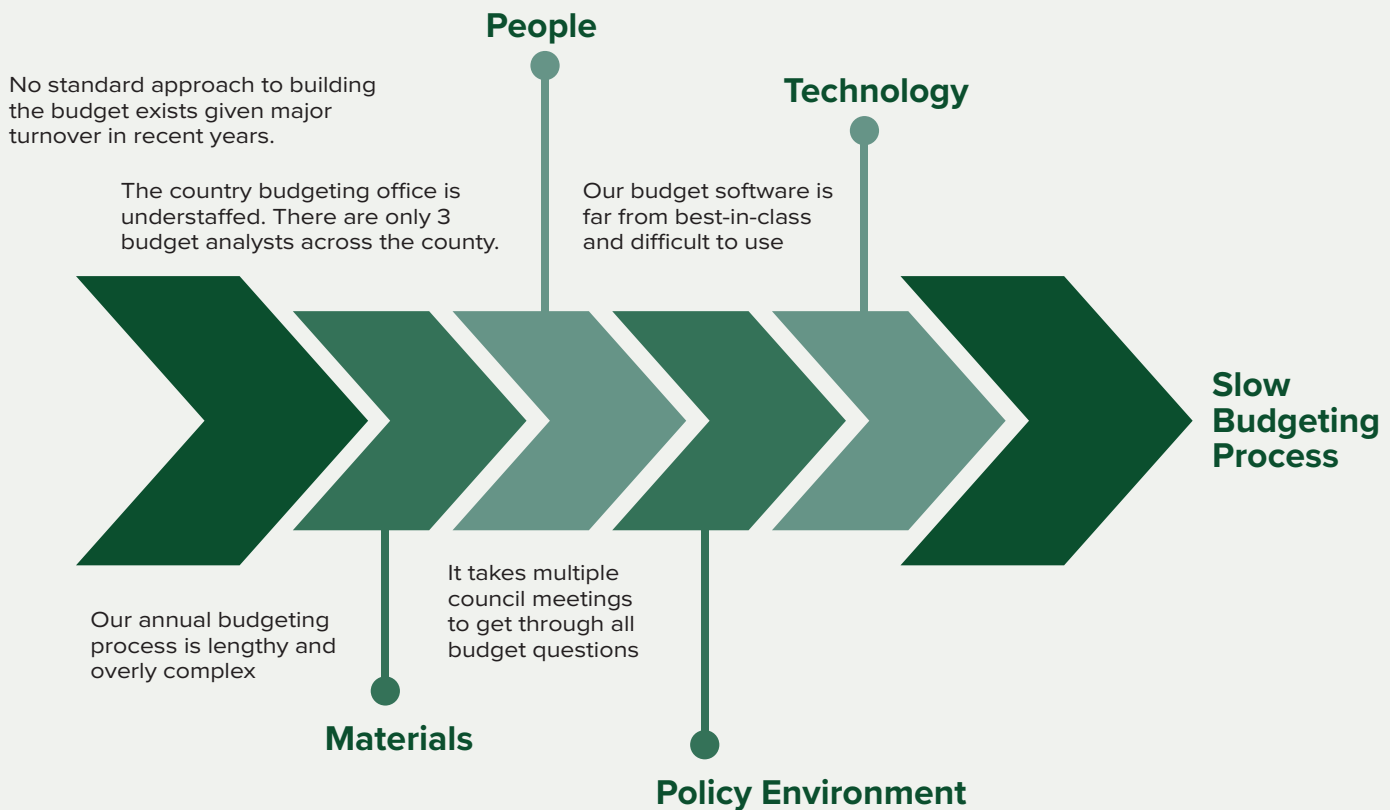 People
No standard approach to building
the budget exists given major
turnover in recent years.
Technology
The country budgeting office is
understaffed. There are only 3
budget analysts across the county.
Our budget software is
far from best-in-class
and difficult to use
Slow
Budgeting
Process
Our annual budgeting
process is lengthy and
overly complex
It takes multiple
council meetings
to get through all
budget questions
Materials
Policy Environment